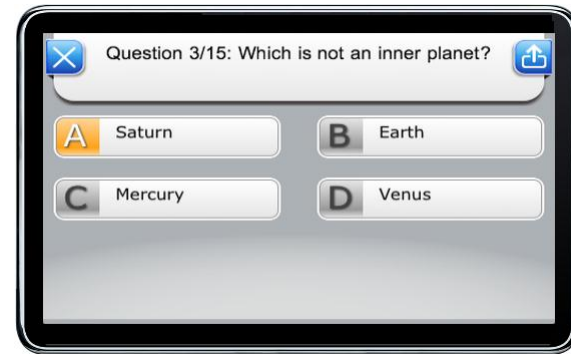 Question 3/15: Which is not an inner planet?
A Saturn
B Earth
C Mercury
D Venus